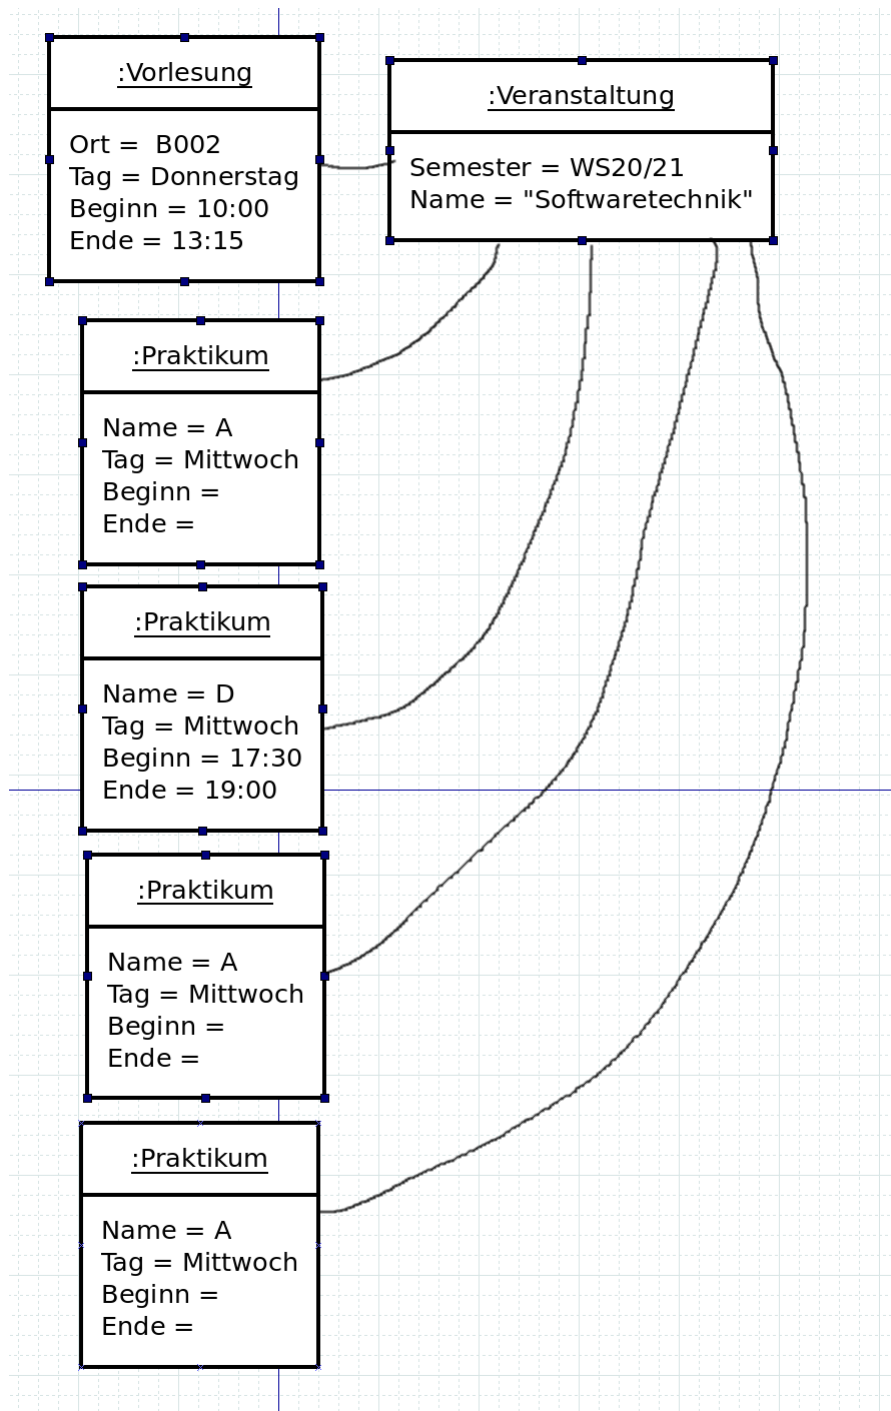 :Vorlesung
Ort =  B002
Tag = Donnerstag
Beginn = 10:00
Ende = 13:15
:Veranstaltung
Semester = WS20/21
Name = "Softwaretechnik"
:Praktikum
Name = A
Tag = Mittwoch
Beginn =
Ende =
:Praktikum
Name = D
Tag = Mittwoch
Beginn = 17:30
Ende = 19:00
:Praktikum
Name = A
Tag = Mittwoch
Beginn =
Ende =
:Praktikum
Name = A
Tag = Mittwoch
Beginn =
Ende =